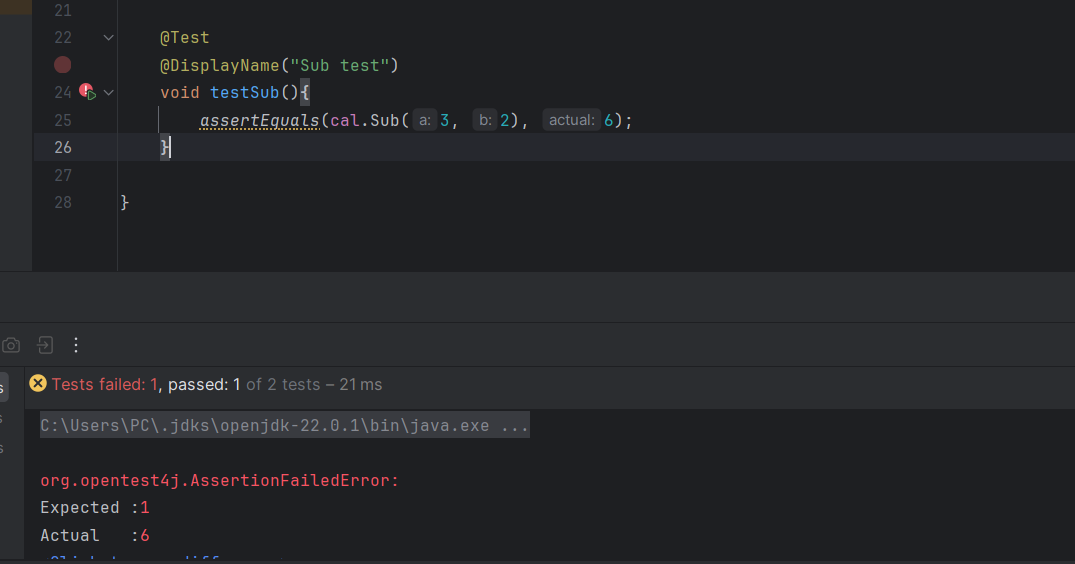 21
22 @Test
@DisplayName("Sub test")
24 void testSub(){
25 assertEquals(cal.Sub( a: 3, b: 2), actual: 6);
26 }
27
28 }
s
Tests failed: 1, passed: 1 of 2 tests – 21 ms
s
s
C:\Users\PC\.jdks\openjdk-22.0.1\bin\java.exe ...
org.opentest4j.AssertionFailedError:
Expected :1
Actual :6